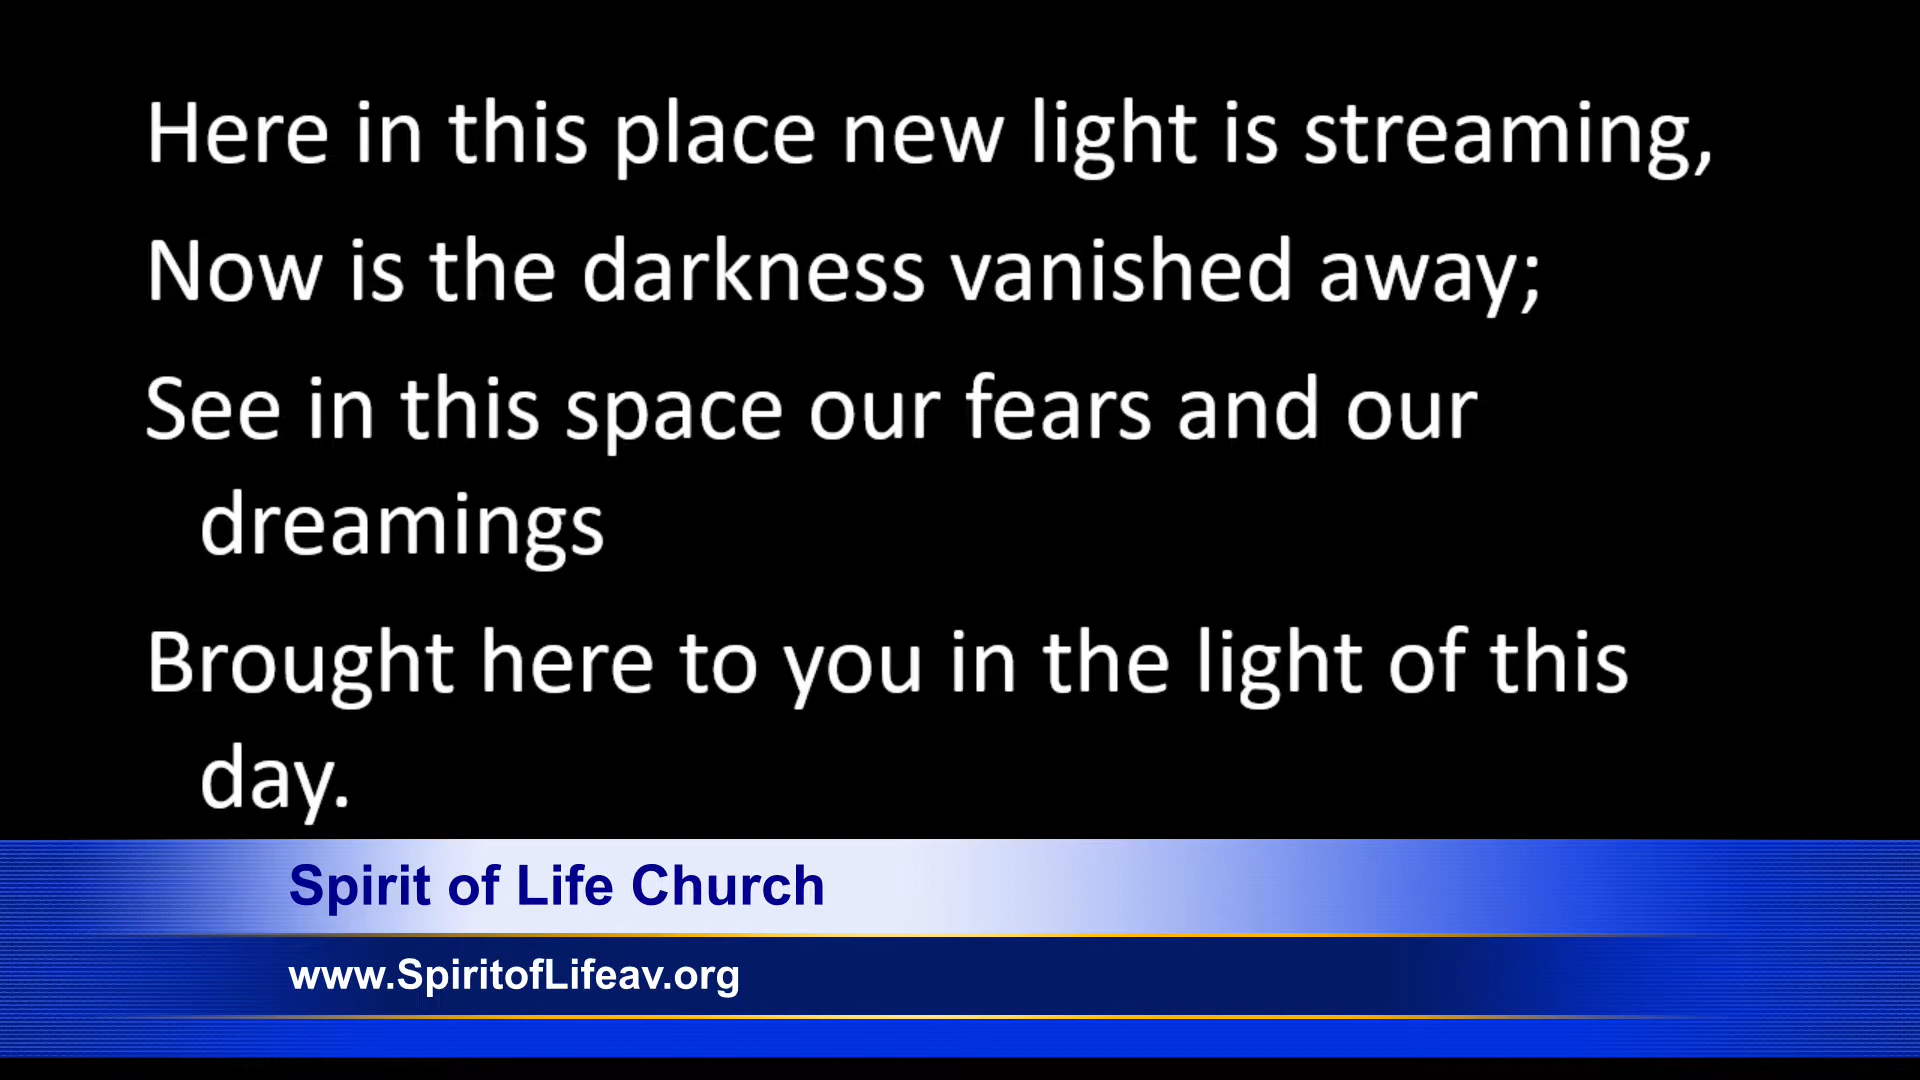 Here in this place new light is streaming,
Now is the darkness vanished away;
See in this space our fears and our
dreamings
Brought here to you in the light of this
day.
Spirit of Life Church
www.SpiritofLifeav.org